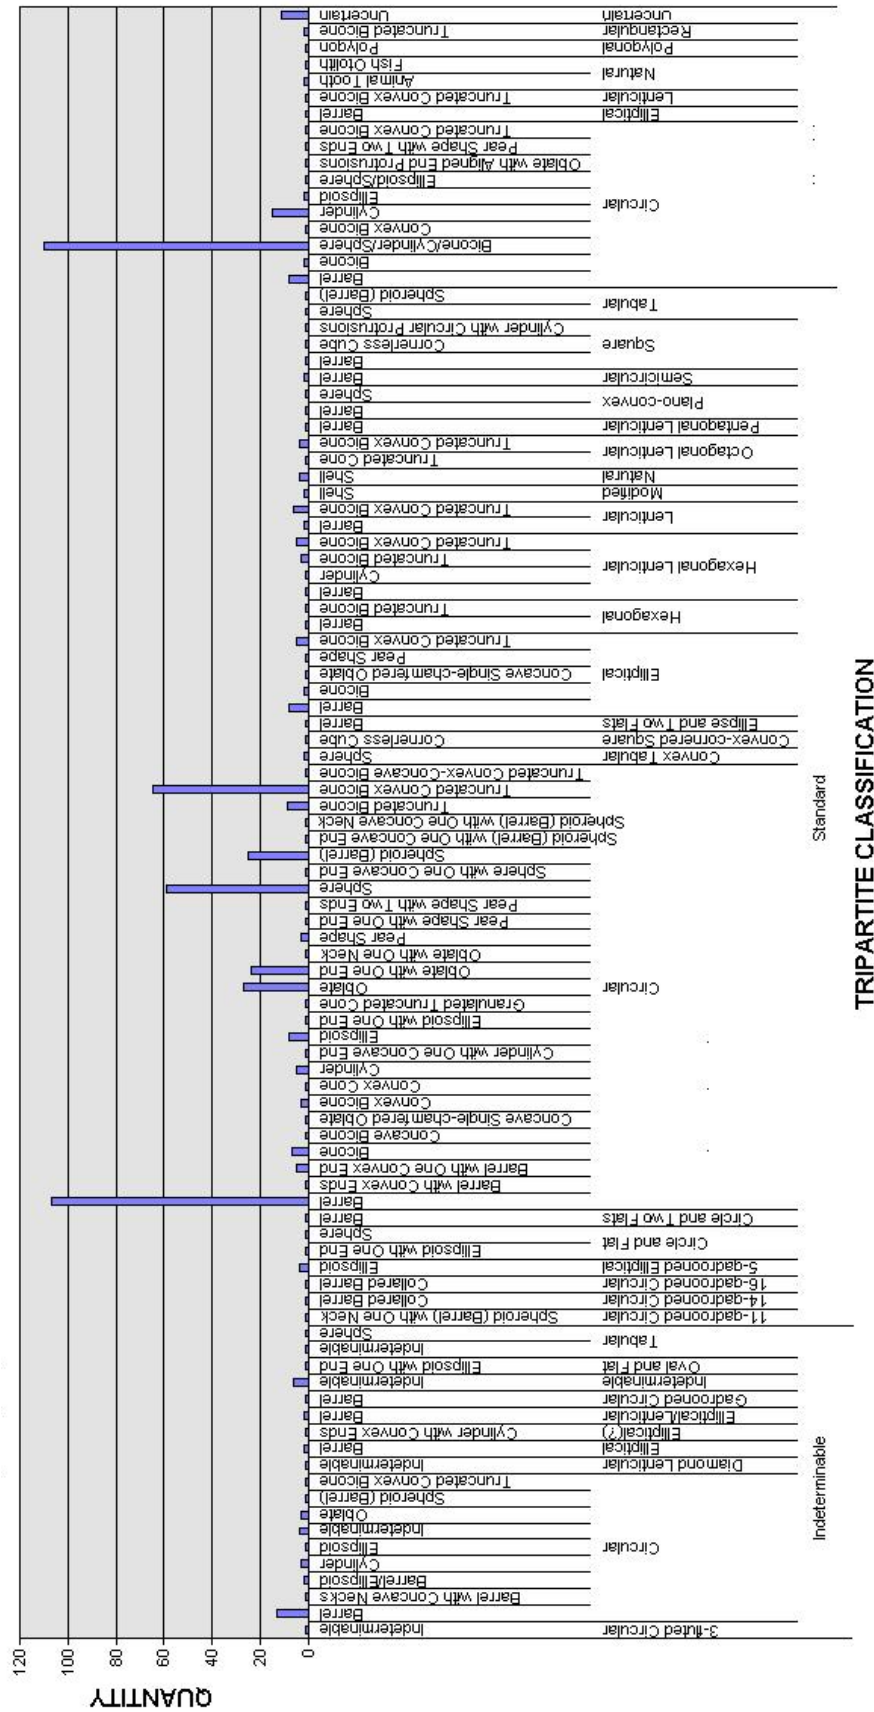 QUANTITY
120
100
80
60
40
20
0
Uncertain Uncertain
Truncated Bicone Rectangular
Polygon Polygonal
Fish Otolith
Natural
Animal Tooth
Truncated Convex Bicone Lenticular
Barrel Elliptical
Truncated Convex Bicone
Pear Shape with Two Ends
Oblate with Aligned End Protrusions
Ellipsoid/Sphere
Ellipsoid
Circular
Cylinder
Convex Bicone
Bicone/Cylinder/Sphere
Bicone
Barrel
Spheroid (Barrel)
Tabular
Sphere
Cylinder with Circular Protrusions
Cornerless Cube Square
Barrel
Barrel Semicircular
Sphere
Plano-convex
Barrel
Barrel Pentagonal Lenticular
Truncated Convex Bicone
Octagonal Lenticular
Truncated Cone
Shell Natural
Shell Modified
Truncated Convex Bicone
Lenticular
Barrel
Truncated Convex Bicone
Truncated Bicone
Hexagonal Lenticular
Cylinder
Barrel
Truncated Bicone
Hexagonal
Barrel
Truncated Convex Bicone
Pear Shape
Concave Single-chamfered Oblate Elliptical
Bicone
Barrel
Barrel Ellipse and Two Flats
Cornerless Cube Convex-cornered Square
Sphere Convex Tabular
Truncated Convex-Concave Bicone
Truncated Convex Bicone
Truncated Bicone
Spheroid (Barrel) with One Concave Neck
Spheroid (Barrel) with One Concave End
Spheroid (Barrel)
Sphere with One Concave End
Sphere
Pear Shape with Two Ends
Pear Shape with One End
Pear Shape
Oblate with One Neck
Oblate with One End
Oblate Circular
Granulated Truncated Cone
Ellipsoid with One End
Ellipsoid
Cylinder with One Concave End
Cylinder
Convex Cone
Convex Bicone
Concave Single-chamfered Oblate
Concave Bicone
Bicone
Barrel with One Convex End
Barrel with Convex Ends
Barrel
Barrel Circle and Two Flats
Sphere
Circle and Flat
Ellipsoid with One End
Ellipsoid 5-gadrooned Elliptical
Collared Barrel 16-gadrooned Circular
Collared Barrel 14-gadrooned Circular
Spheroid (Barrel) with One Neck 11-gadrooned Circular
Standard
Sphere
Tabular
Indeterminable
Ellipsoid with One End Oval and Flat
Indeterminable Indeterminable
Barrel Gadrooned Circular
Barrel Elliptical/Lenticular
Cylinder with Convex Ends Elliptical(?)
Barrel Elliptical
Indeterminable Diamond Lenticular
Truncated Convex Bicone
Spheroid (Barrel)
Oblate
Indeterminable
Ellipsoid Circular
Cylinder
Barrel/Ellipsoid
Barrel with Concave Necks
Barrel
Indeterminable 3-fluted Circular
Indeterminable
TRIPARTITE CLASSIFICATION